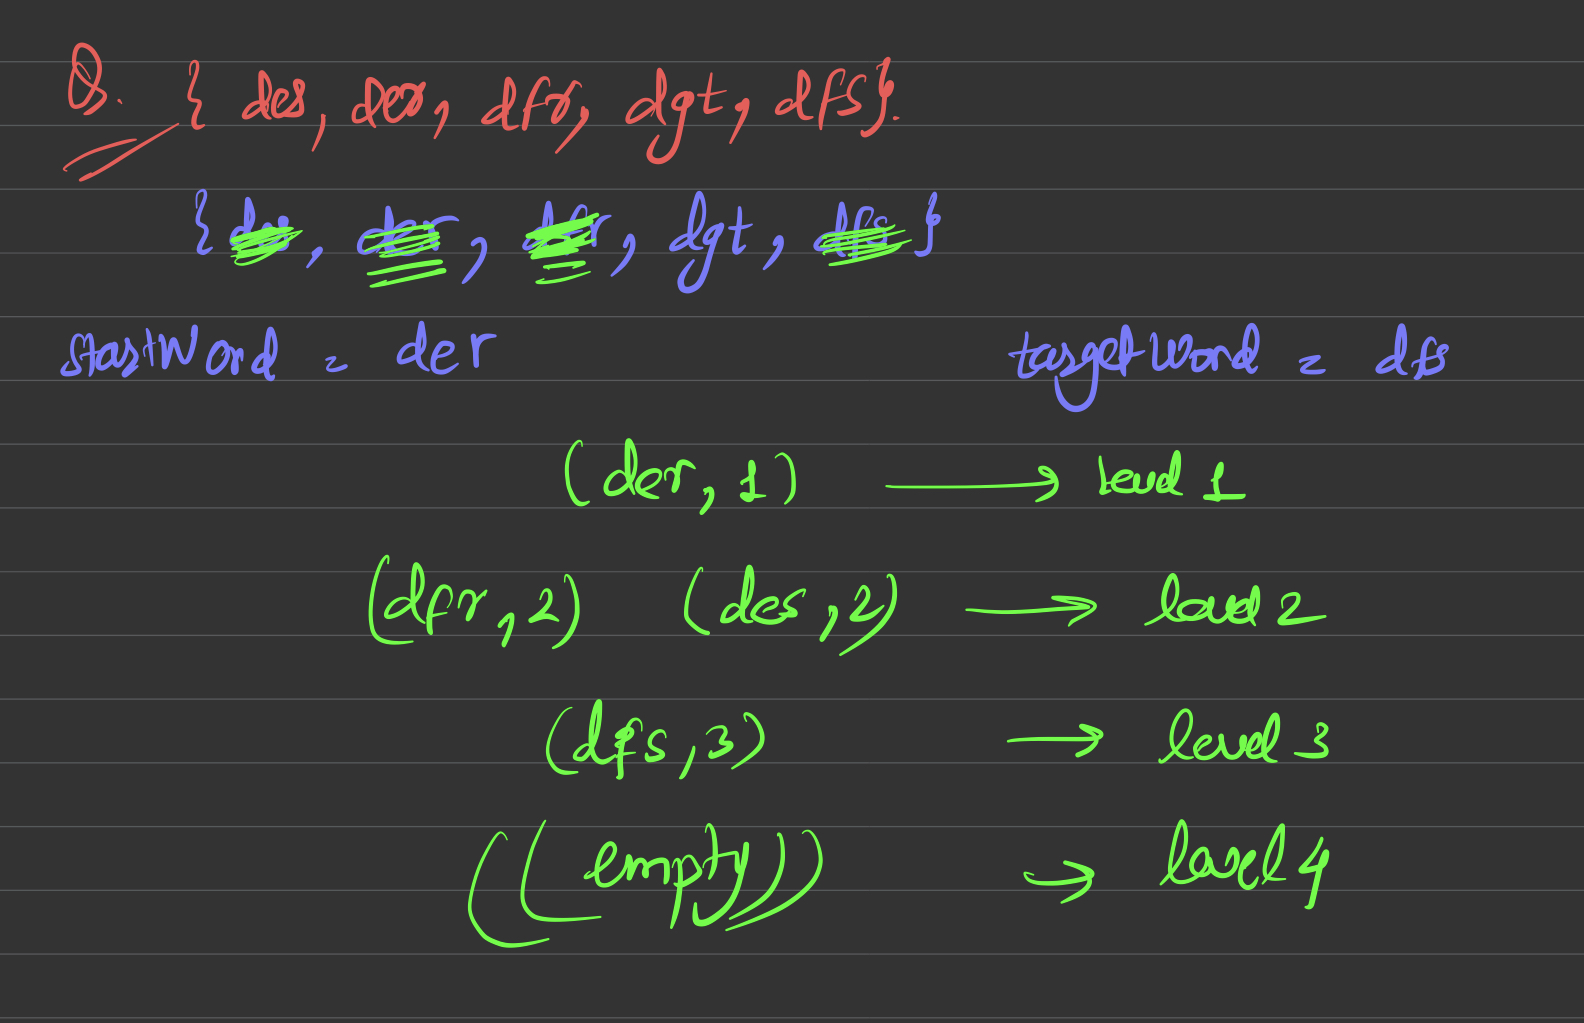 Q. { des, der, dfr, dgt, dfs}.
{ des, der, dfr, dgt, dfs }
startWord = der targetWord = dfs
(der, 1) → level 1
(dfr, 2) (des, 2) → level 2
(dfs, 3) → level 3
((empty)) → level 4